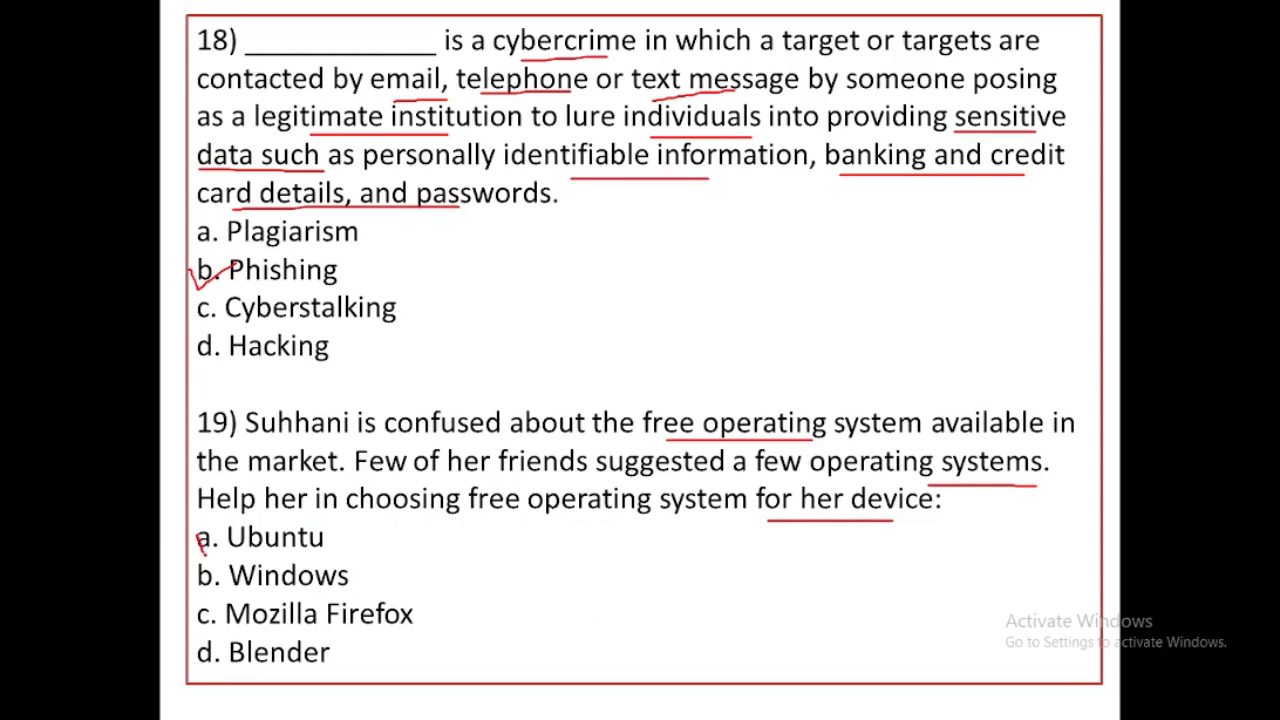 18) _____________ is a cybercrime in which a target or targets are
contacted by email, telephone or text message by someone posing
as a legitimate institution to lure individuals into providing sensitive
data such as personally identifiable information, banking and credit
card details, and passwords.
a. Plagiarism
b. Phishing
c. Cyberstalking
d. Hacking
19) Suhhani is confused about the free operating system available in
the market. Few of her friends suggested a few operating systems.
Help her in choosing free operating system for her device:
a. Ubuntu
b. Windows
c. Mozilla Firefox
d. Blender
Activate Windows
Go to Settings to activate Windows.